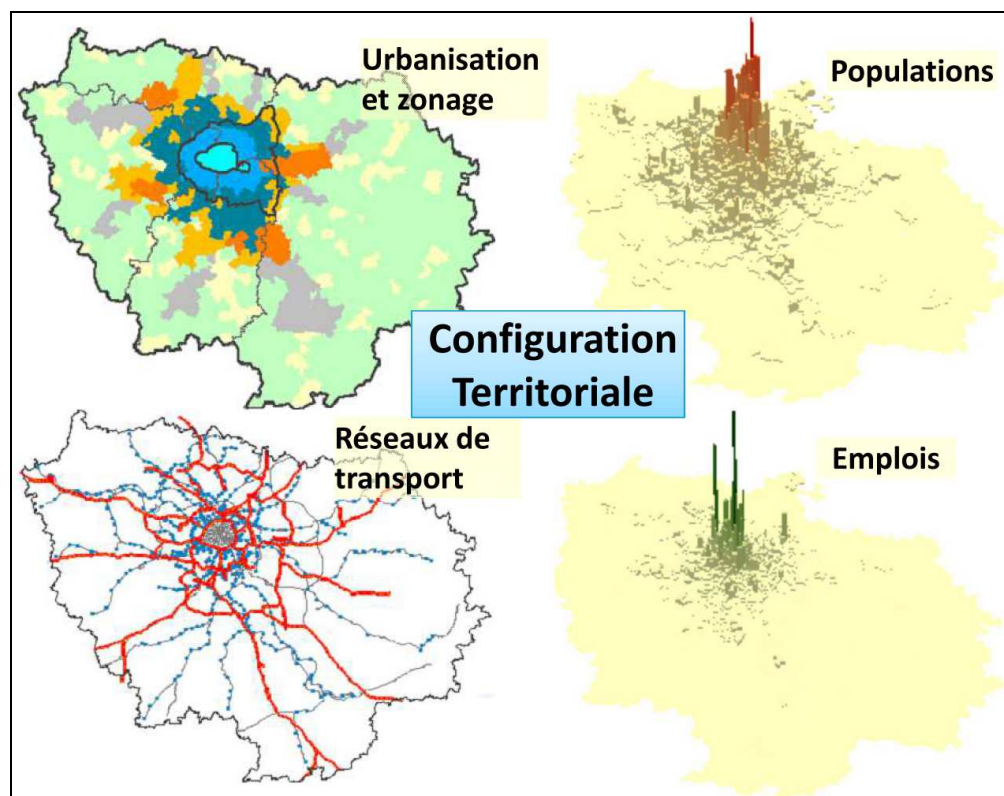 Urbanisation
et zonage
Populations
Configuration
Territoriale
Réseaux de
transport
Emplois